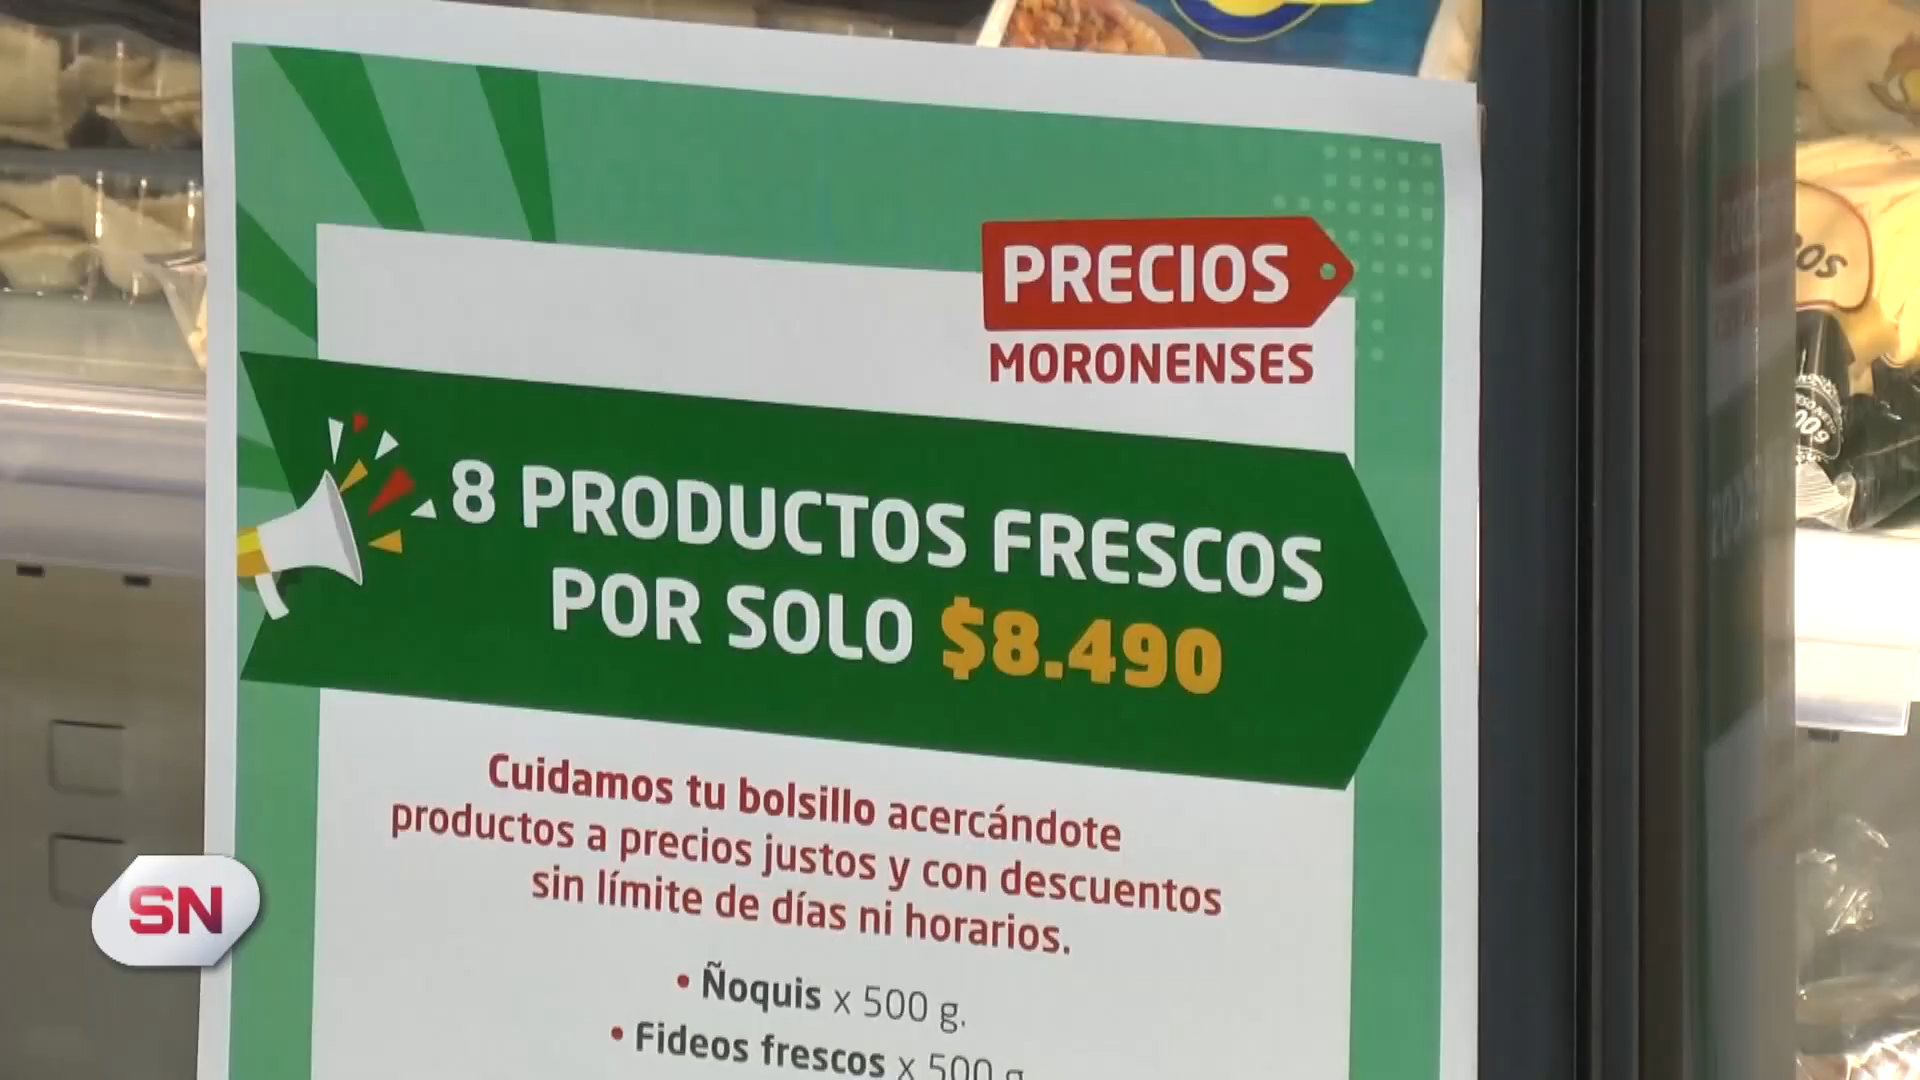 PRECIOS
MORONENSES
8 PRODUCTOS FRESCOS
POR SOLO $8.490
Cuidamos tu bolsillo acercándote
productos a precios justos y con descuentos
sin límite de días ni horarios.
• Ñoquis x 500 g.
• Fideos frescos x 500 g
SN